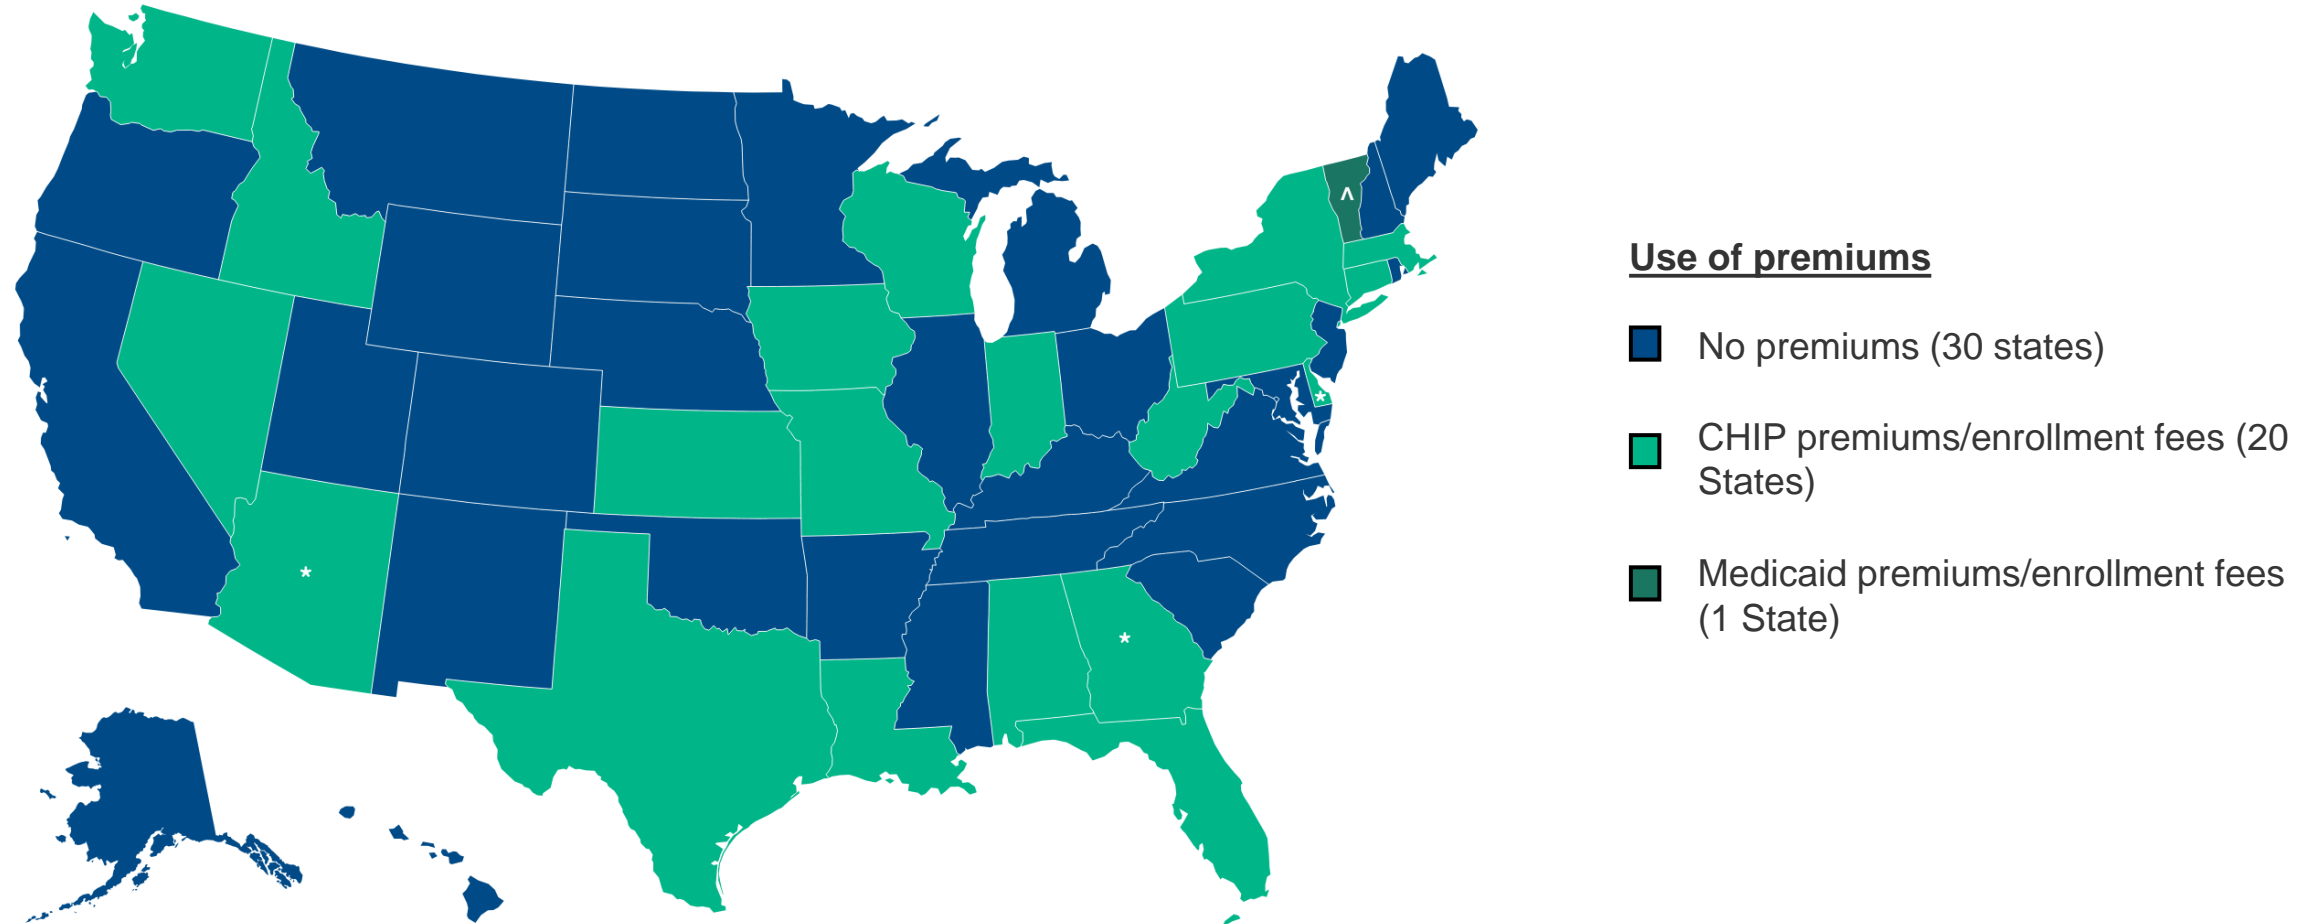 Use of premiums
No premiums (30 states)
CHIP premiums/enrollment fees (20
States)
Medicaid premiums/enrollment fees
(1 State)
^
*
*
*